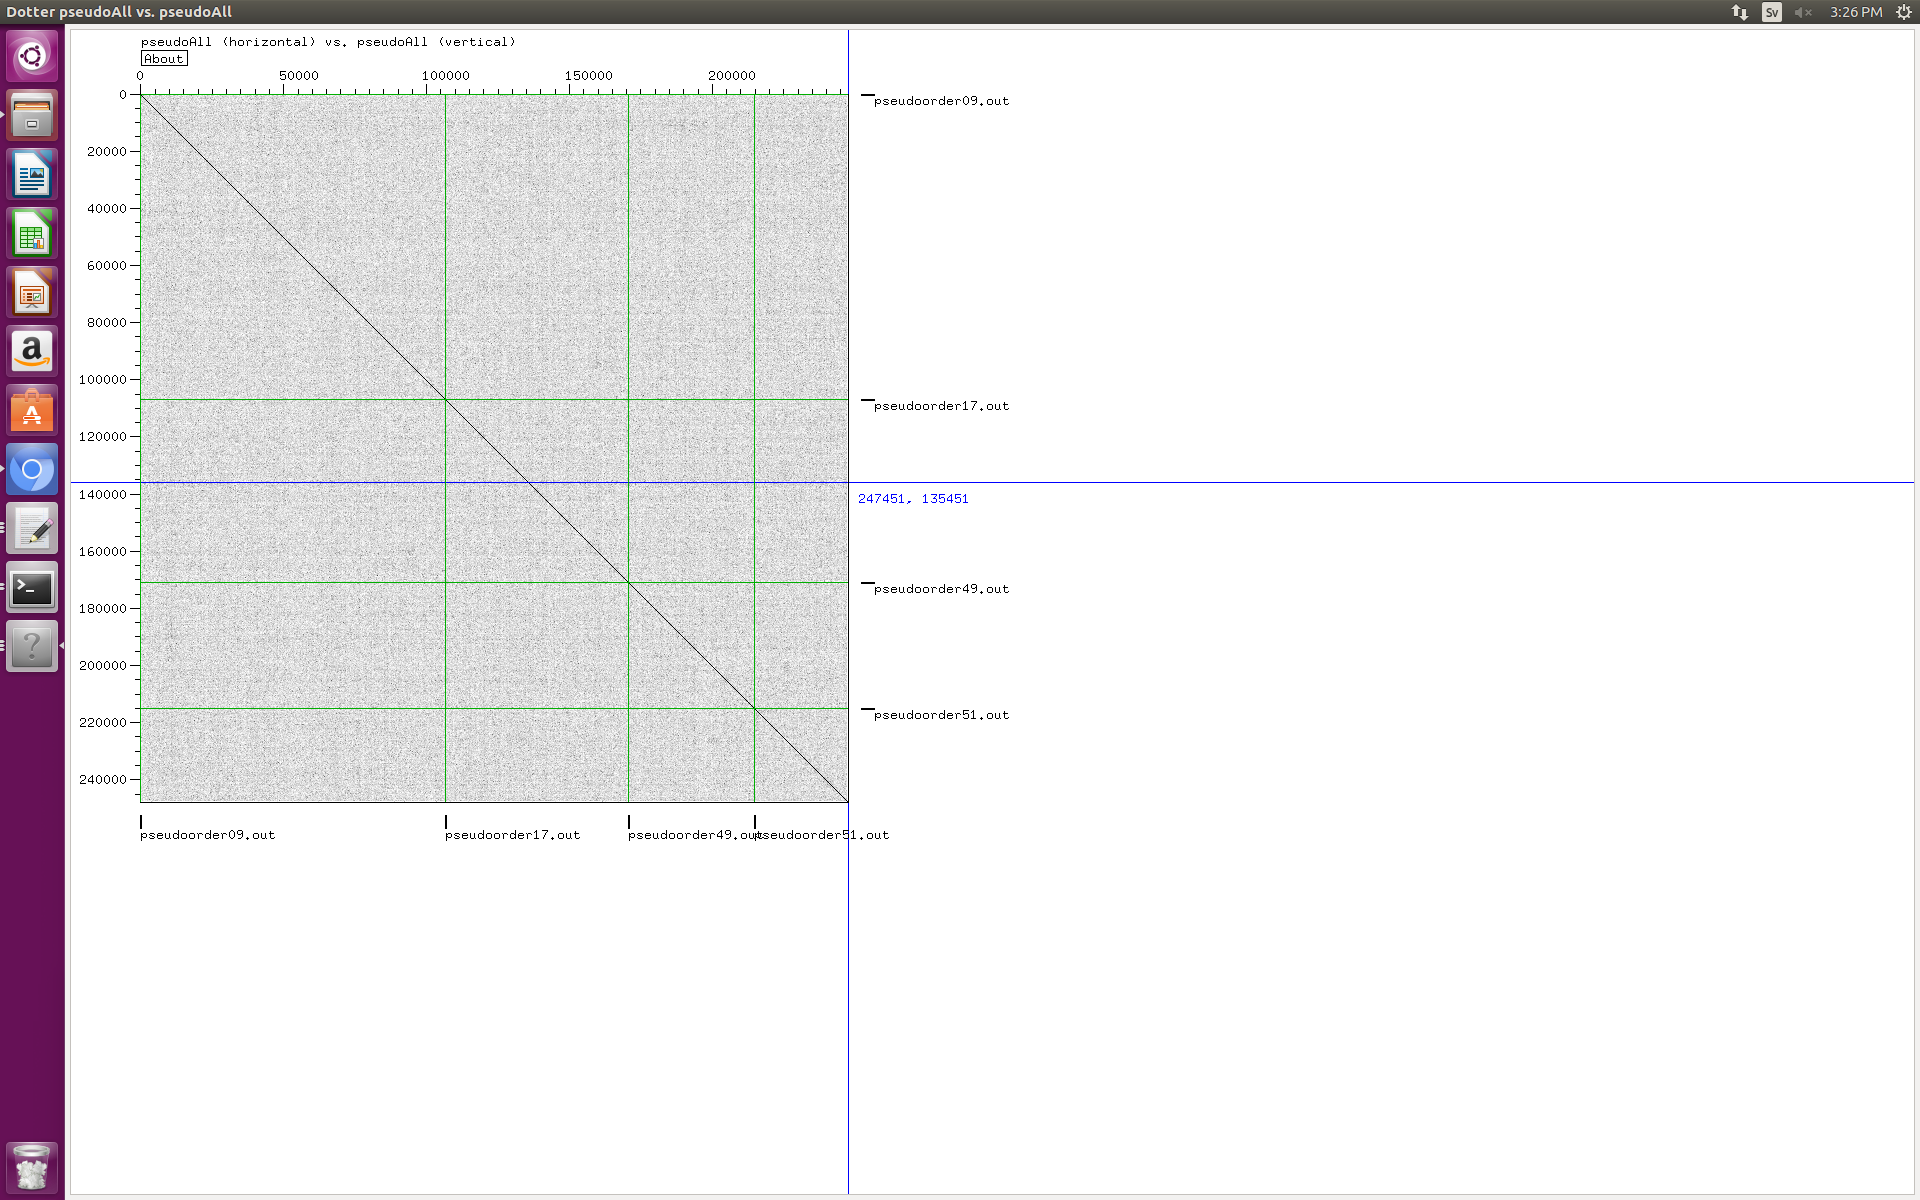 Dotter pseudoAll vs. pseudoAll
Sv
3:26 PM
pseudoAll (horizontal) vs. pseudoAll (vertical)
About
0 50000 100000 150000 200000
0
20000
40000
60000
80000
100000
120000
140000
160000
180000
200000
220000
240000
pseudoorder09.out
pseudoorder17.out
247451, 135451
pseudoorder49.out
pseudoorder51.out
pseudoorder09.out pseudoorder17.out pseudoorder49.out pseudoorder51.out